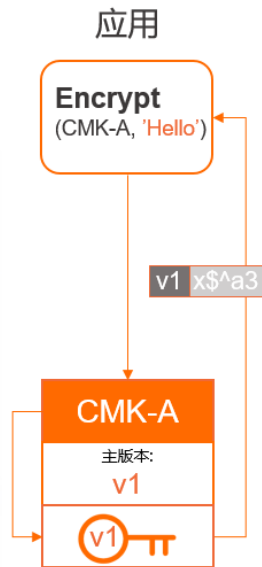 应用
Encrypt
(CMK-A, 'Hello')
v1 x$^a3
CMK-A
主版本:
v1
v1